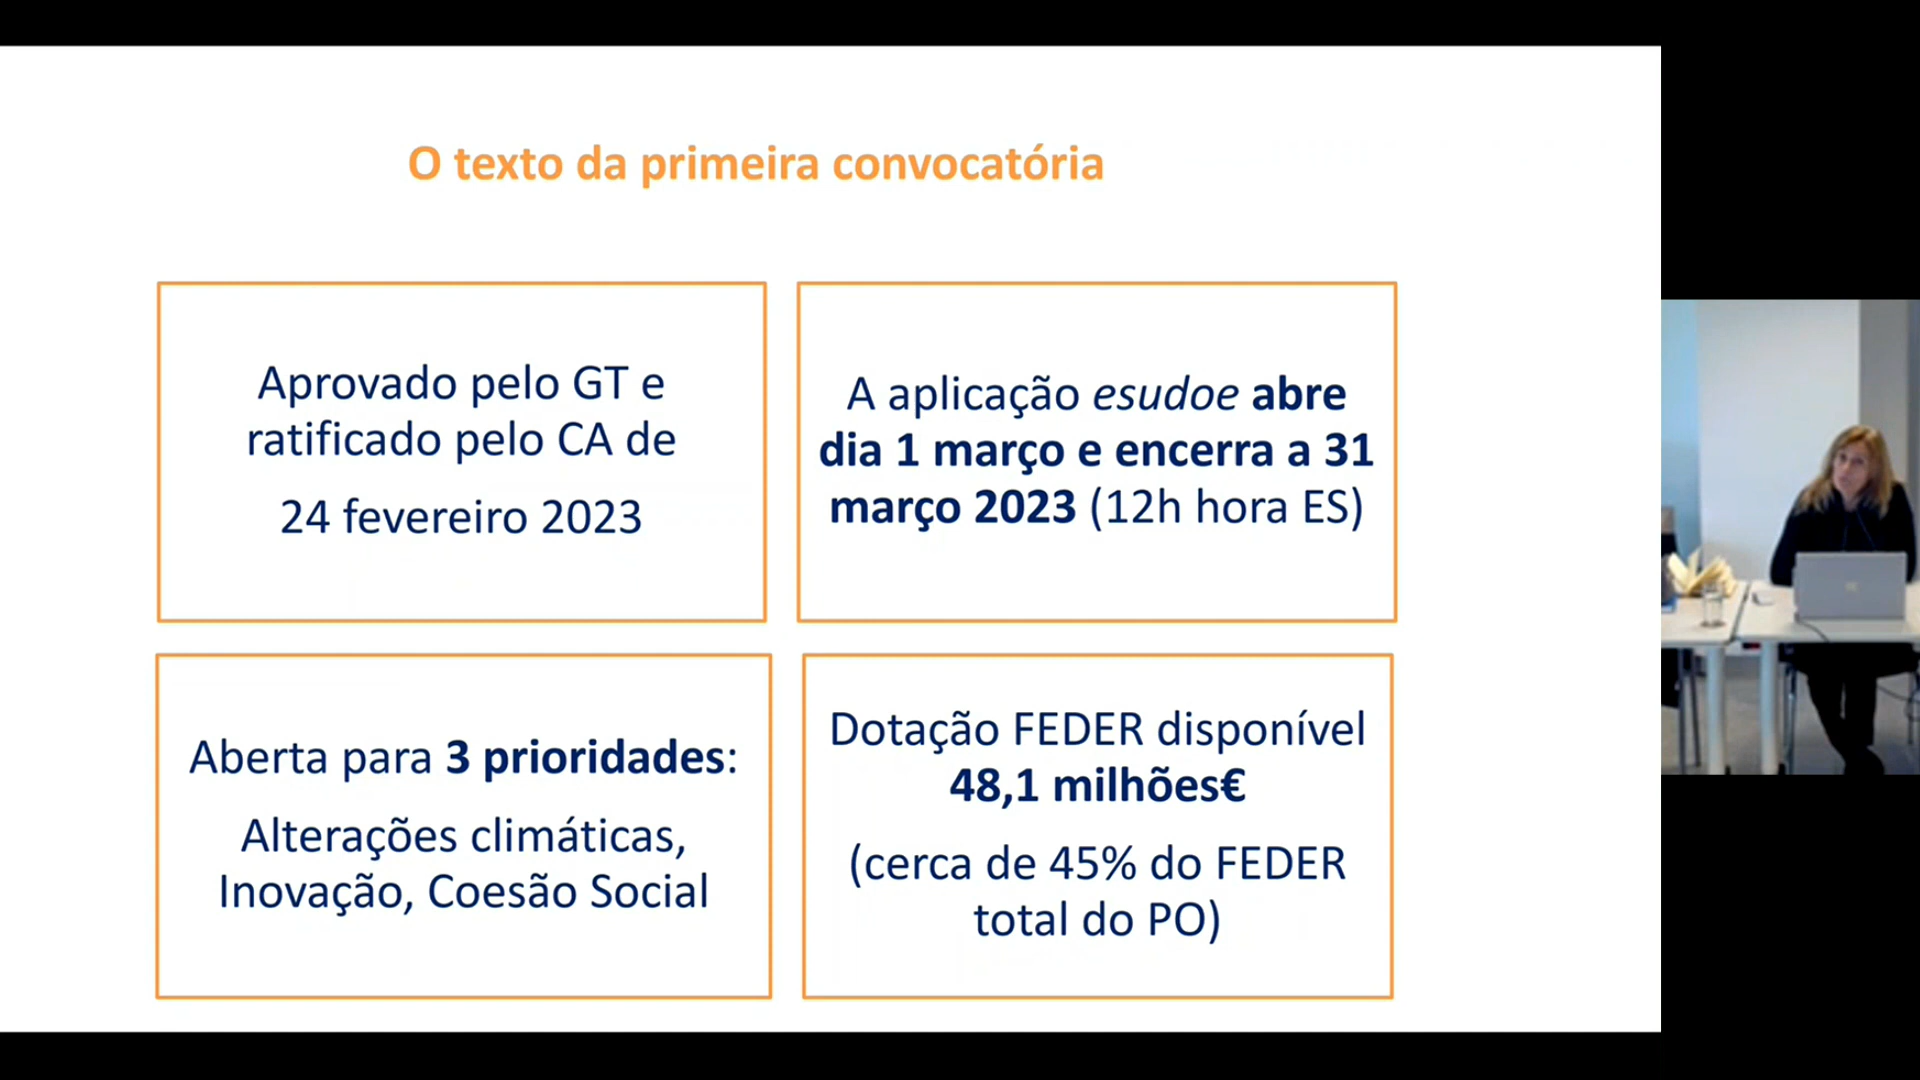 O texto da primeira convocatória
Aprovado pelo GT e
ratificado pelo CA de
24 fevereiro 2023
A aplicação esudoe abre
dia 1 março e encerra a 31
março 2023 (12h hora ES)
Aberta para 3 prioridades:
Alterações climáticas,
Inovação, Coesão Social
Dotação FEDER disponível
48,1 milhões€
(cerca de 45% do FEDER
total do PO)